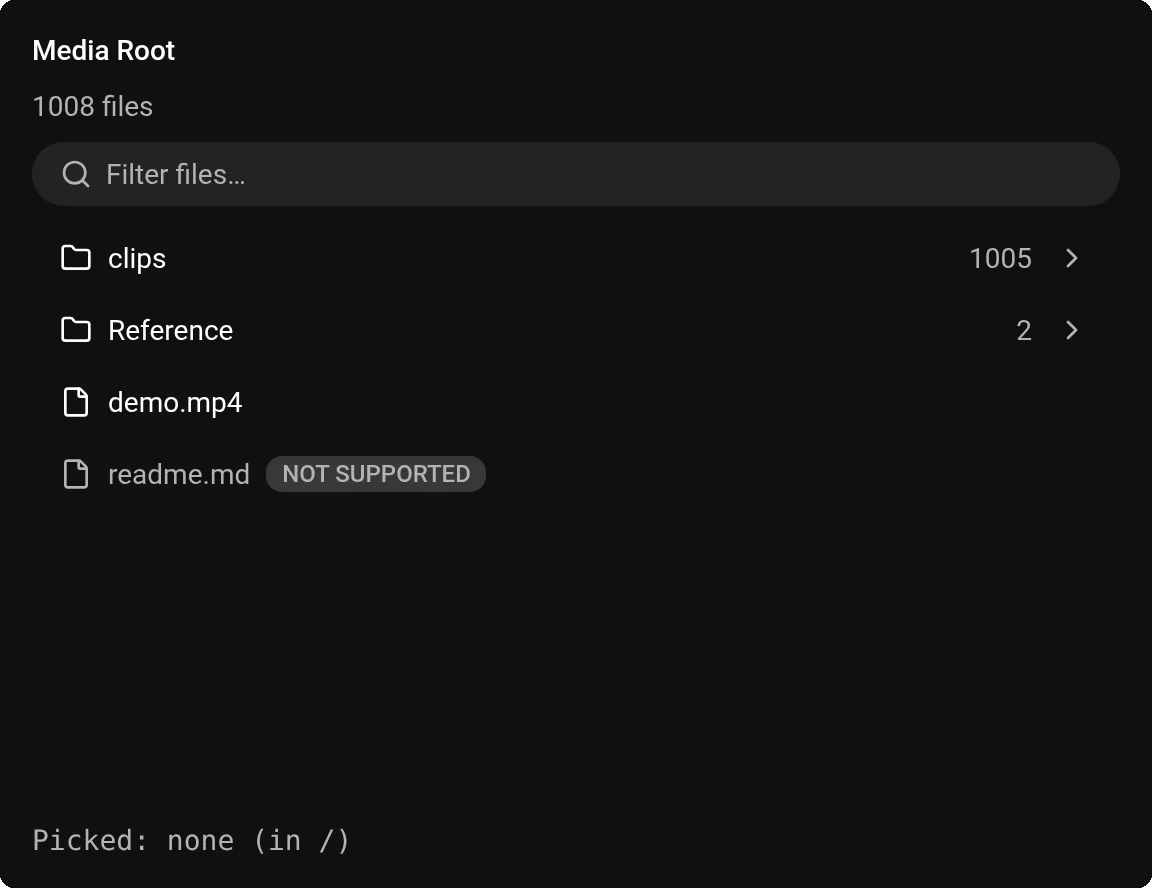 Media Root
1008 files
Filter files…
clips 1005
Reference 2
demo.mp4
readme.md NOT SUPPORTED
Picked: none (in /)